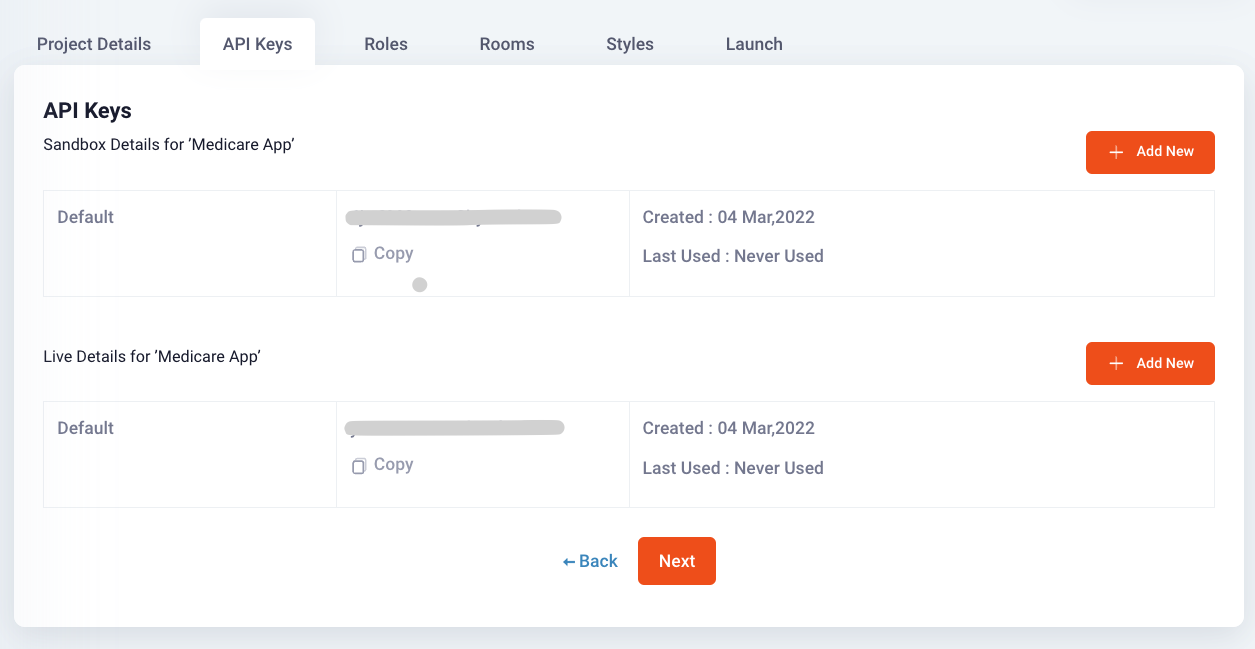 Project Details API Keys Roles Rooms Styles Launch
API Keys
Sandbox Details for ’Medicare App’
Add New
Default
Copy
Created : 04 Mar,2022
Last Used : Never Used
Live Details for ’Medicare App’
Add New
Default
Copy
Created : 04 Mar,2022
Last Used : Never Used
Back Next